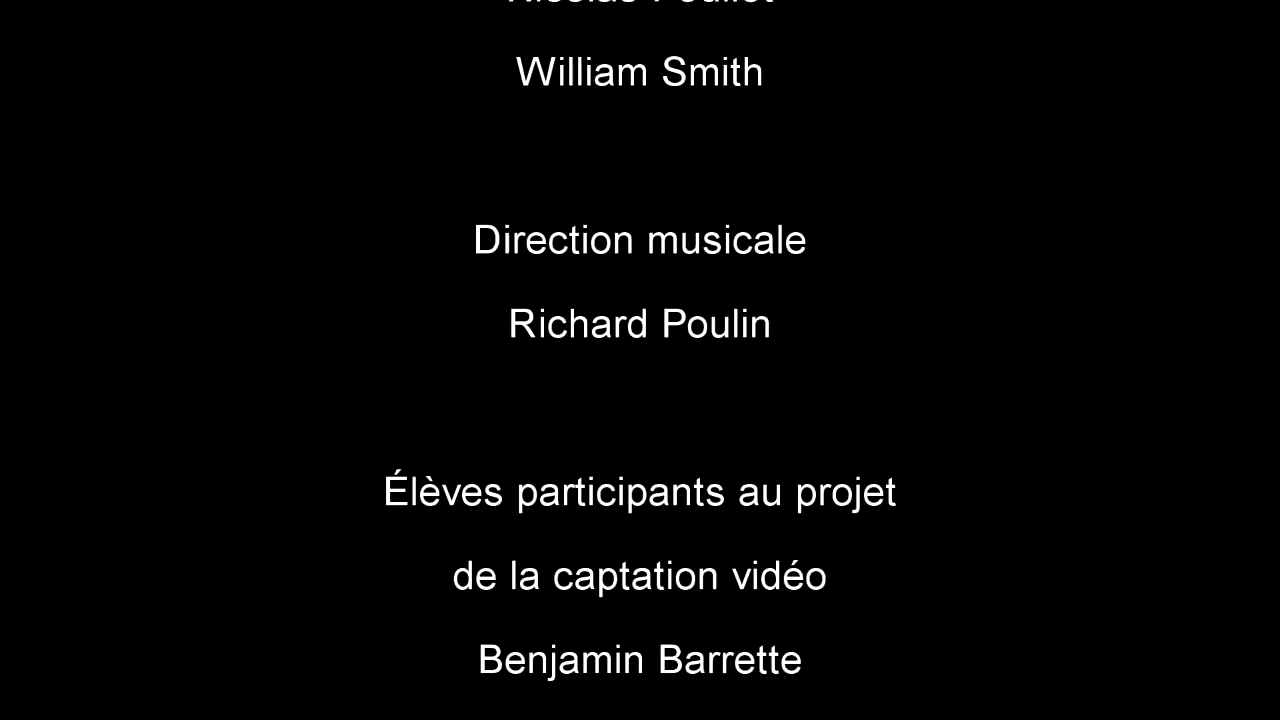 William Smith
Direction musicale
Richard Poulin
Élèves participants au projet
de la captation vidéo
Benjamin Barrette